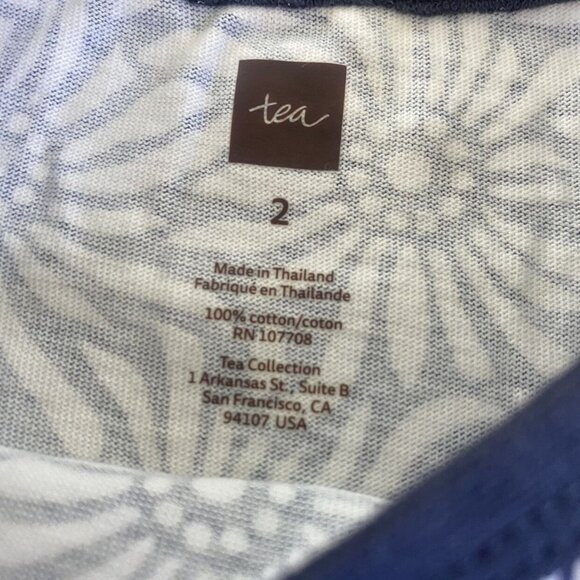 tea
2
Made in Thailand
Fabriqué en Thaïlande
100% cotton/coton
RN 107708
Tea Collection
1 Arkansas St., Suite B
San Francisco, CA
94107 USA